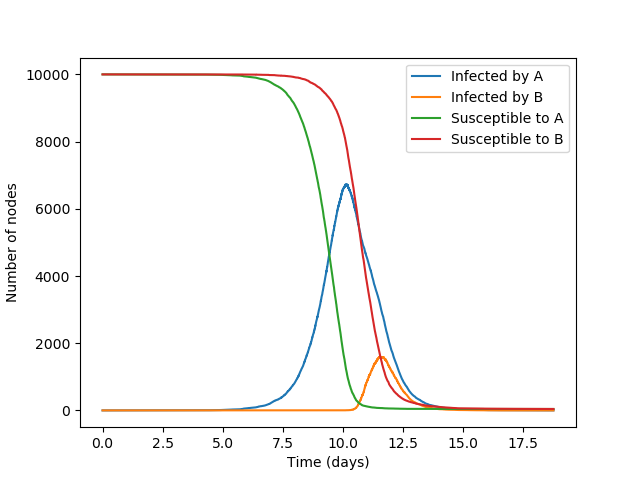 10000
8000
6000
4000
2000
0
Number of nodes
Infected by A
Infected by B
Susceptible to A
Susceptible to B
0.0 2.5 5.0 7.5 10.0 12.5 15.0 17.5
Time (days)